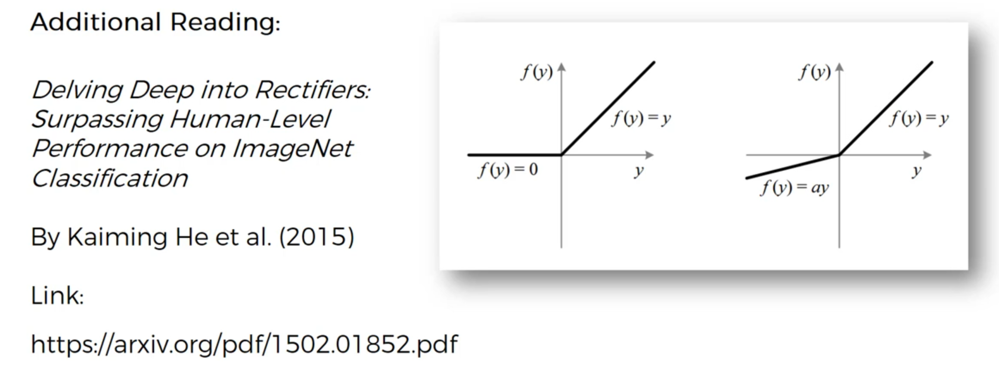 Additional Reading:
Delving Deep into Rectifiers:
Surpassing Human-Level
Performance on ImageNet
Classification
By Kaiming He et al. (2015)
Link:
https://arxiv.org/pdf/1502.01852.pdf
f(y)
f(y) = y
f(y) = 0
y
f(y)
f(y) = y
f(y) = ay
y